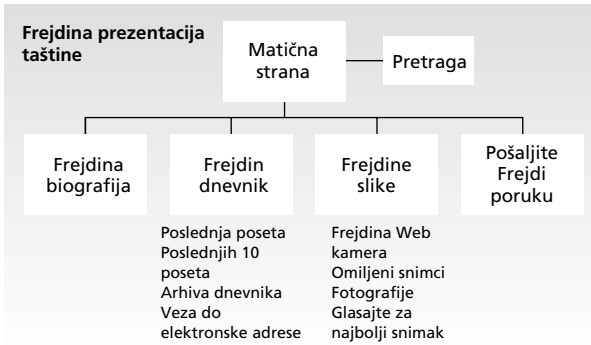 Frejdina prezentacija
taštine
Matična
strana
Pretraga
Frejdina
biografija
Frejdin
dnevnik
Frejdine
slike
Pošaljite
Frejdi
poruku
Poslednja poseta
Poslednjih 10
poseta
Arhiva dnevnika
Veza do
elektronske adrese
Frejdina Web
kamera
Omiljeni snimci
Fotografije
Glasajte za
najbolji snimak